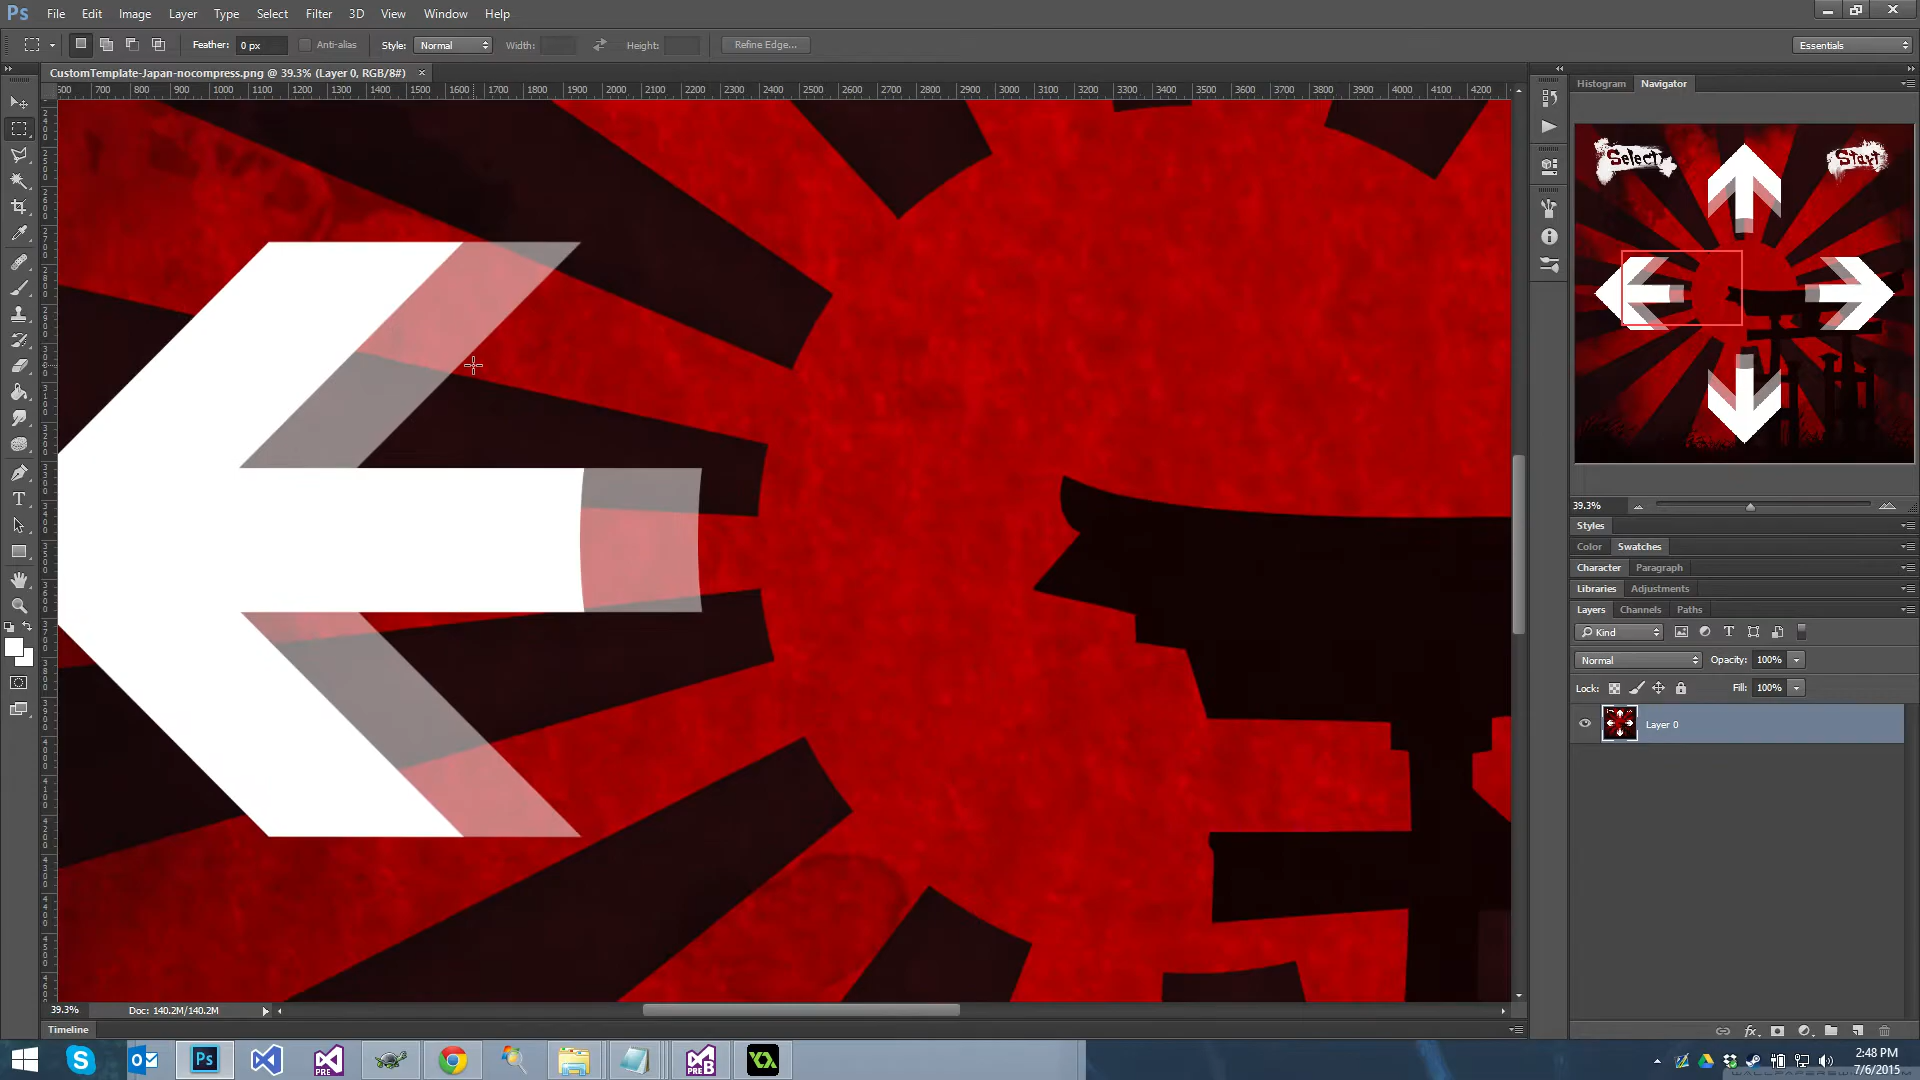 Ps File Edit Image Layer Type Select Filter 3D View Window Help
Feather: 0 px Anti-alias Style: Normal Width: Height: Refine Edge... Essentials
CustomTemplate-Japan-nocompress.png @ 39.3% (Layer 0, RGB/8#) ×
Histogram Navigator
600 700 800 900 1000 1100 1200 1300 1400 1500 1600 1700 1800 1900 2000 2100 2200 2300 2400 2500 2600 2700 2800 2900 3000 3100 3200 3300 3400 3500 3600 3700 3800 3900 4000 4100 4200
Select Start
39.3%
Styles
Color Swatches
Character Paragraph
Libraries Adjustments
Layers Channels Paths
Kind
Normal Opacity: 100%
Lock: Fill: 100%
Layer 0
39.3% Doc: 140.2M/140.2M
Timeline
Ps PRE PRE
2:48 PM
7/6/2015